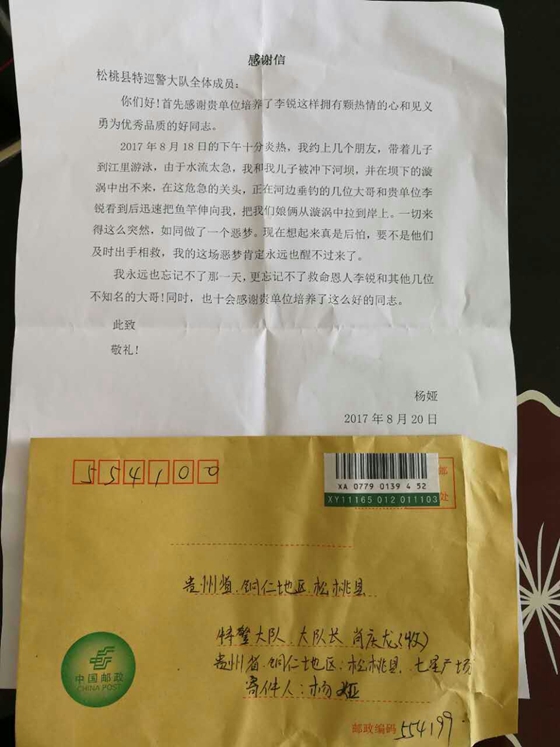 感谢信
松桃县特巡警大队全体成员：
你们好！首先感谢贵单位培养了李锐这样拥有颗热情的心和见义
勇为优秀品质的好同志。
2017 年 8 月 18 日的下午十分炎热，我约上几个朋友，带着儿子
到江里游泳，由于水流太急，我和我儿子被冲下河坝，并在坝下的漩
涡中出不来，在这危急的关头，正在河边垂钓的几位大哥和贵单位李
锐看到后迅速把鱼竿伸向我，把我们娘俩从漩涡中拉到岸上。一切来
得这么突然，如同做了一个恶梦。现在想起来真是后怕，要不是他们
及时出手相救，我的这场恶梦肯定永远也醒不过来了。
我永远也忘记不了那一天，更忘记不了救命恩人李锐和其他几位
不知名的大哥！同时，也十会感谢贵单位培养了这么好的同志。
此致
敬礼！
杨娅
2017 年 8 月 20 日
554100
XA 0779 0139 4 52
XY11165 012 011103
邮
址
贵州省．铜仁地区．松桃县
特警大队．大队长 肖庆龙(收)
贵州省．铜仁地区．松桃县．七星广场
寄件人：杨娅
中国邮政
CHINA POST
邮政编码 554199